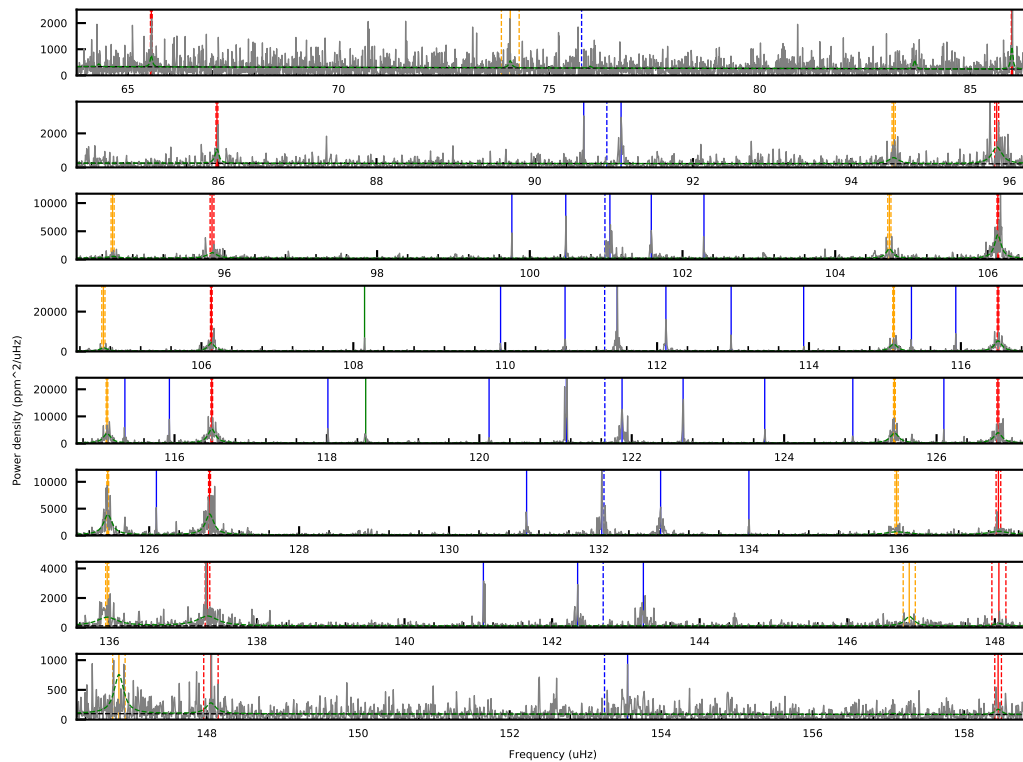 2000
1000
0
65 70 75 80 85
2000
0
86 88 90 92 94 96
10000
5000
0
96 98 100 102 104 106
20000
0
106 108 110 112 114 116
20000
10000
0
116 118 120 122 124 126
10000
5000
0
126 128 130 132 134 136
4000
2000
0
136 138 140 142 144 146 148
1000
500
0
148 150 152 154 156 158
Power density (ppm^2/uHz)
Frequency (uHz)